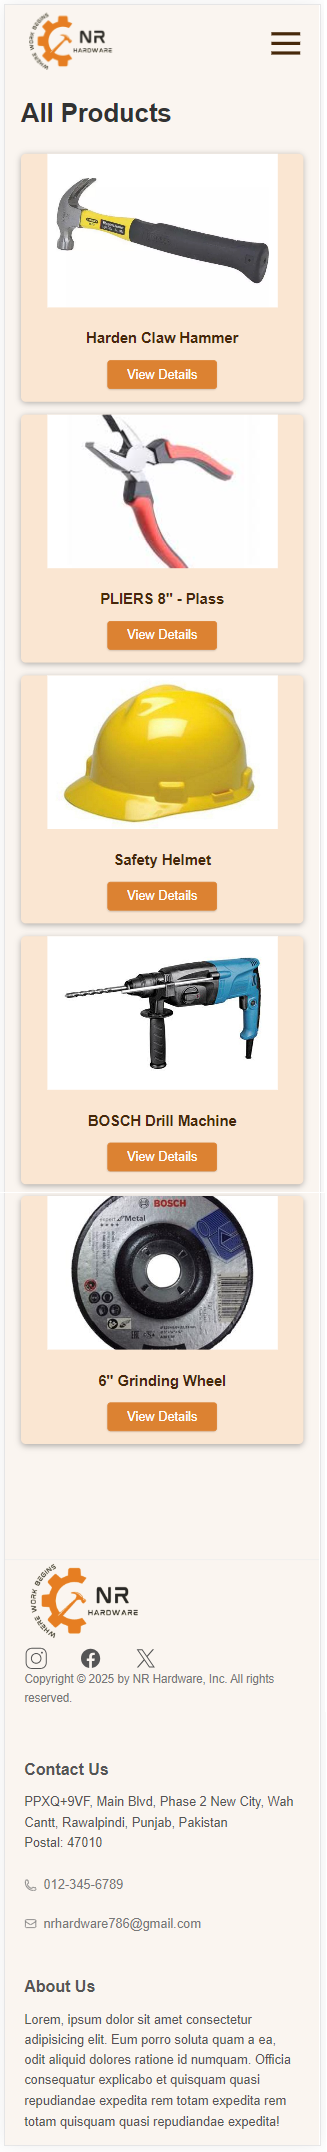 WHERE WORK BEGINS
NR
HARDWARE
All Products
Harden Claw Hammer
View Details
PLIERS 8" - Plass
View Details
Safety Helmet
View Details
BOSCH Drill Machine
View Details
BOSCH
expert for Metal
6" Grinding Wheel
View Details
WHERE WORK BEGINS
NR
HARDWARE
Copyright © 2025 by NR Hardware, Inc. All rights
reserved.
Contact Us
PPXQ+9VF, Main Blvd, Phase 2 New City, Wah
Cantt, Rawalpindi, Punjab, Pakistan
Postal: 47010
012-345-6789
nrhardware786@gmail.com
About Us
Lorem, ipsum dolor sit amet consectetur
adipisicing elit. Eum porro soluta quam a ea,
odit aliquid dolores ratione id numquam. Officia
consequatur explicabo et quisquam quasi
repudiandae expedita rem totam expedita rem
totam quisquam quasi repudiandae expedita!